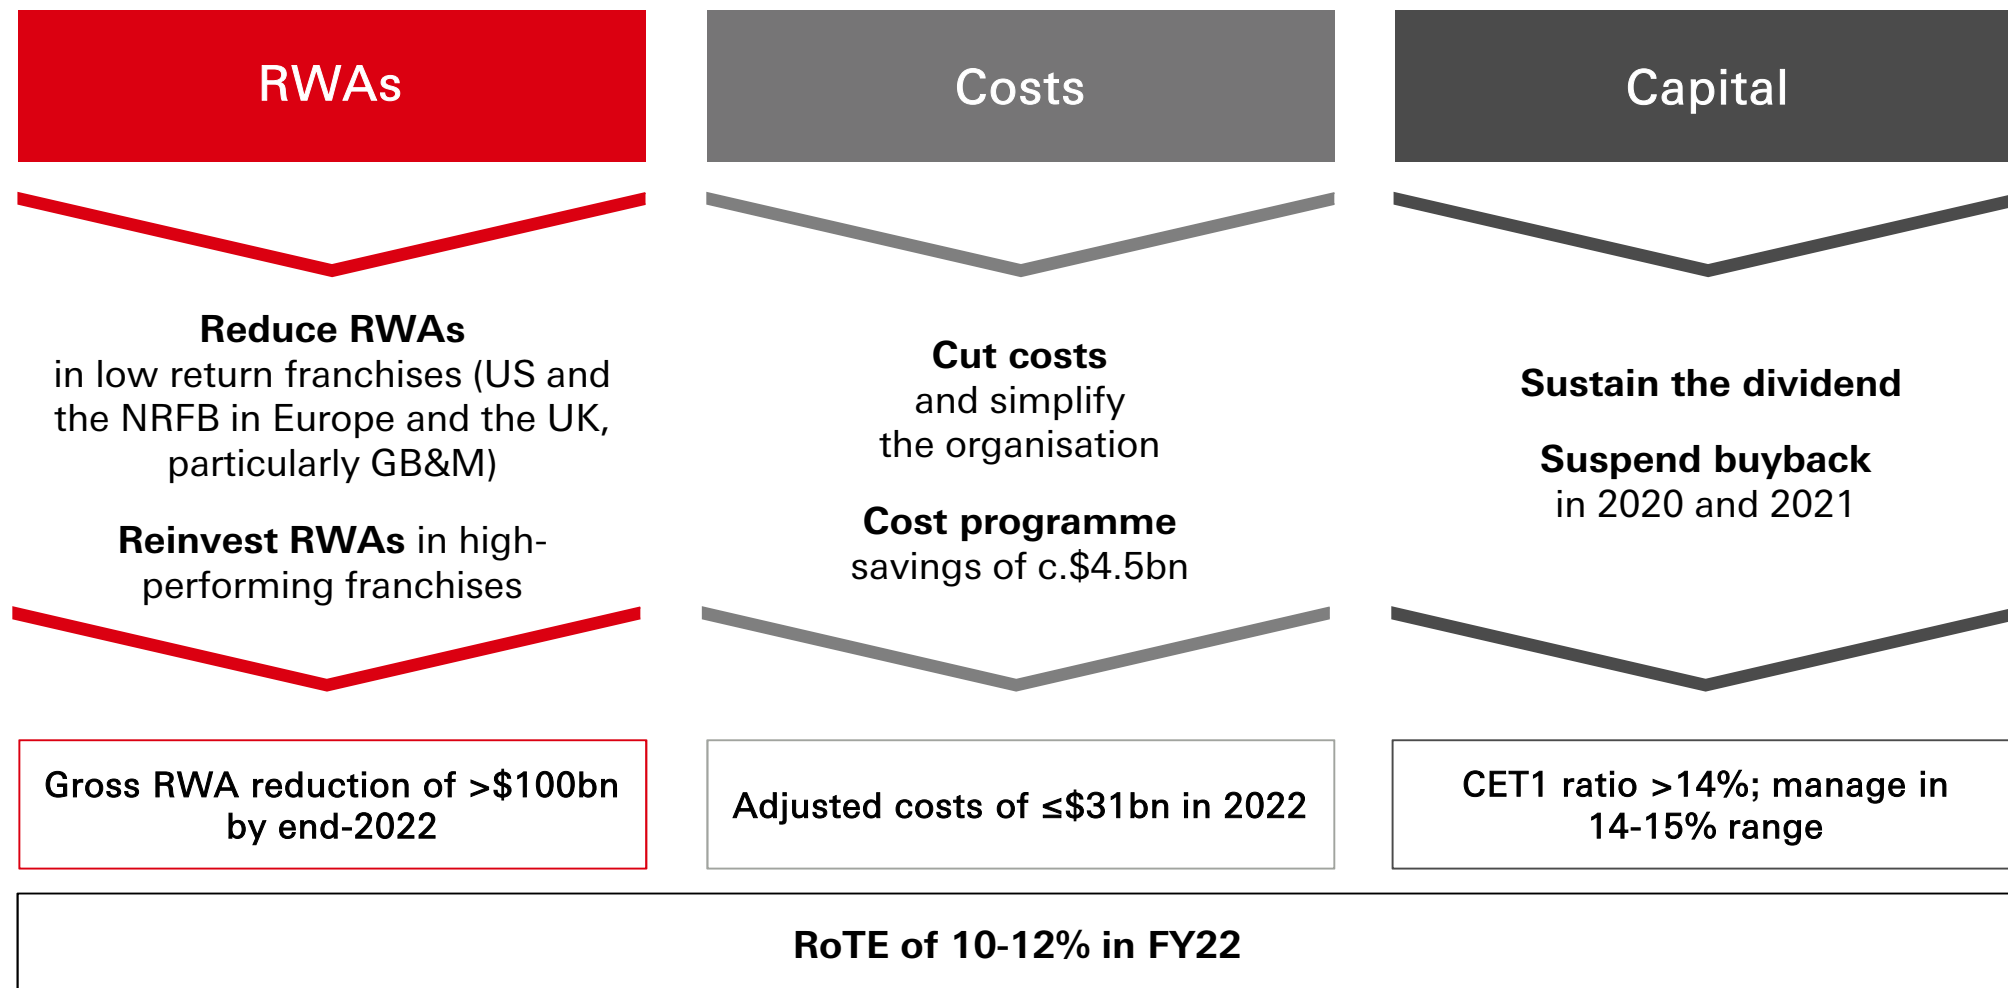 RWAs
Reduce RWAs
in low return franchises (US and
the NRFB in Europe and the UK,
particularly GB&M)
Reinvest RWAs in high-
performing franchises
Gross RWA reduction of >$100bn
by end-2022
Costs
Cut costs
and simplify
the organisation
Cost programme
savings of c.$4.5bn
Adjusted costs of ≤$31bn in 2022
Capital
Sustain the dividend
Suspend buyback
in 2020 and 2021
CET1 ratio >14%; manage in
14-15% range
RoTE of 10-12% in FY22